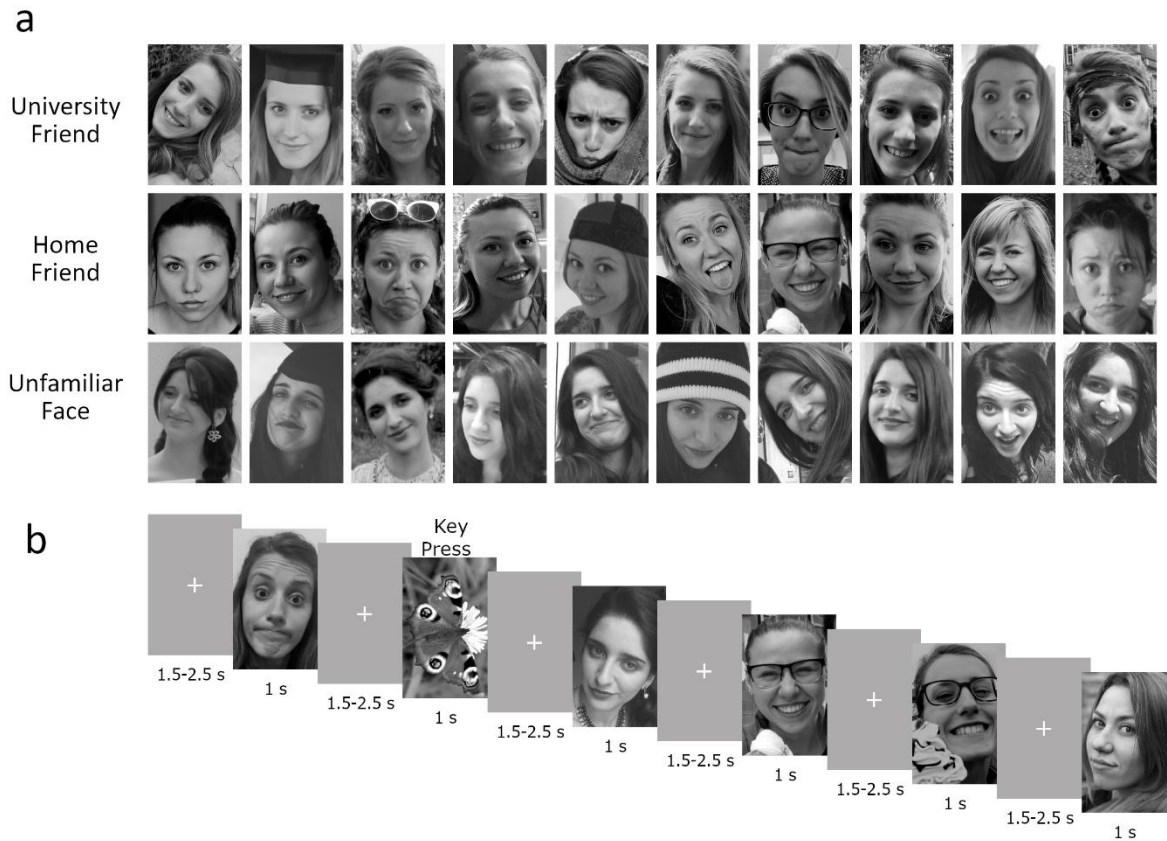 a
University
Friend
Home
Friend
Unfamiliar
Face
b
Key
Press
1.5-2.5 s
1 s
1.5-2.5 s
1 s
1.5-2.5 s
1 s
1.5-2.5 s
1 s
1.5-2.5 s
1 s
1.5-2.5 s
1 s